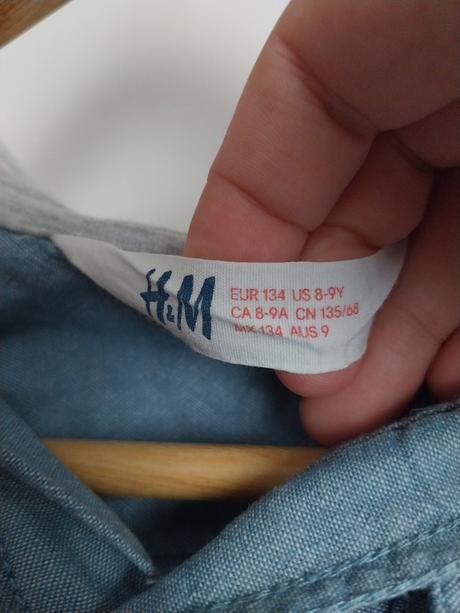 H&M
EUR 134 US 8-9Y
CA 8-9A CN 135/68
MX 134 AUS 9